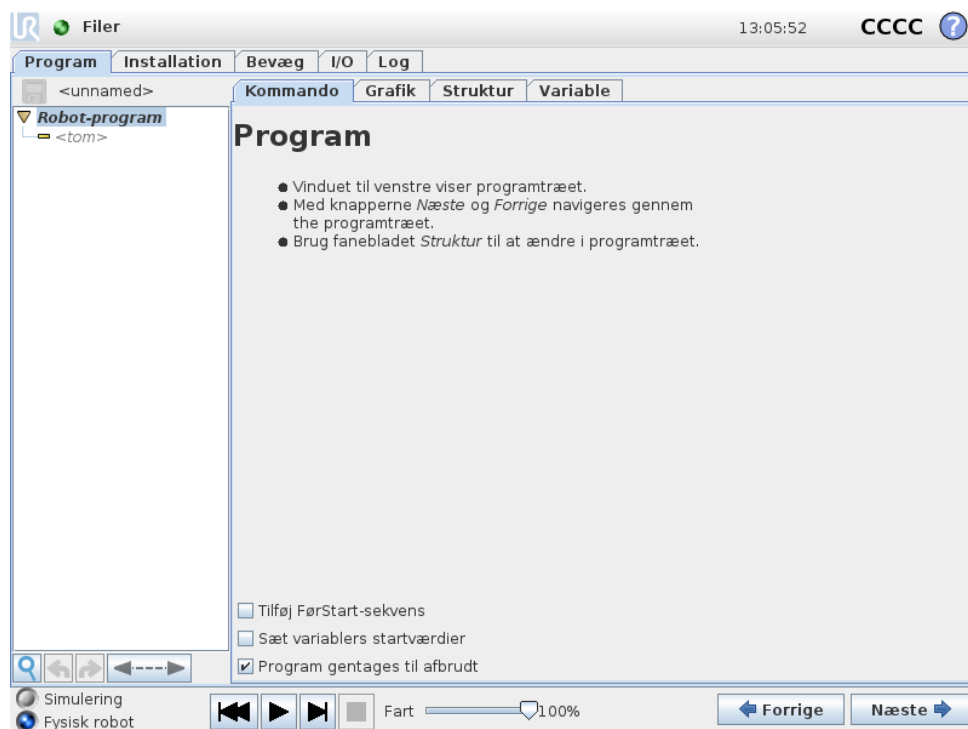 UR Filer 13:05:52 CCCC ?
Program Installation Bevæg I/O Log
<unnamed>
Kommando Grafik Struktur Variable
Robot-program
<tom>
Program
Vinduet til venstre viser programtræet.
Med knapperne Næste og Forrige navigeres gennem
the programtræet.
Brug fanebladet Struktur til at ændre i programtræet.
Tilføj FørStart-sekvens
Sæt variablers startværdier
Program gentages til afbrudt
Simulering
Fysisk robot
Fart 100%
Forrige Næste